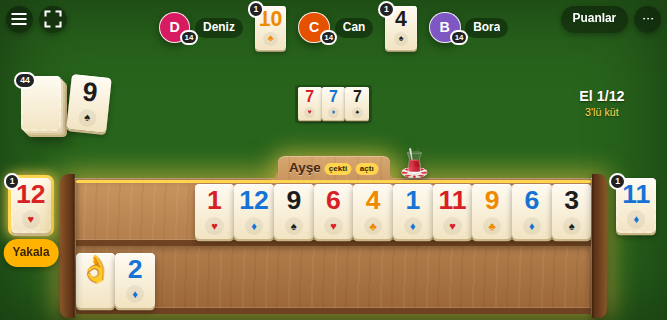 D 14 Deniz
1 10
C 14 Can
1 4
B 14 Bora
Puanlar
...
44
9
7 7 7
El 1/12
3'lü küt
Ayşe çekti açtı
1 12
Yakala
1 12 9 6 4 1 11 9 6 3
2
1 11